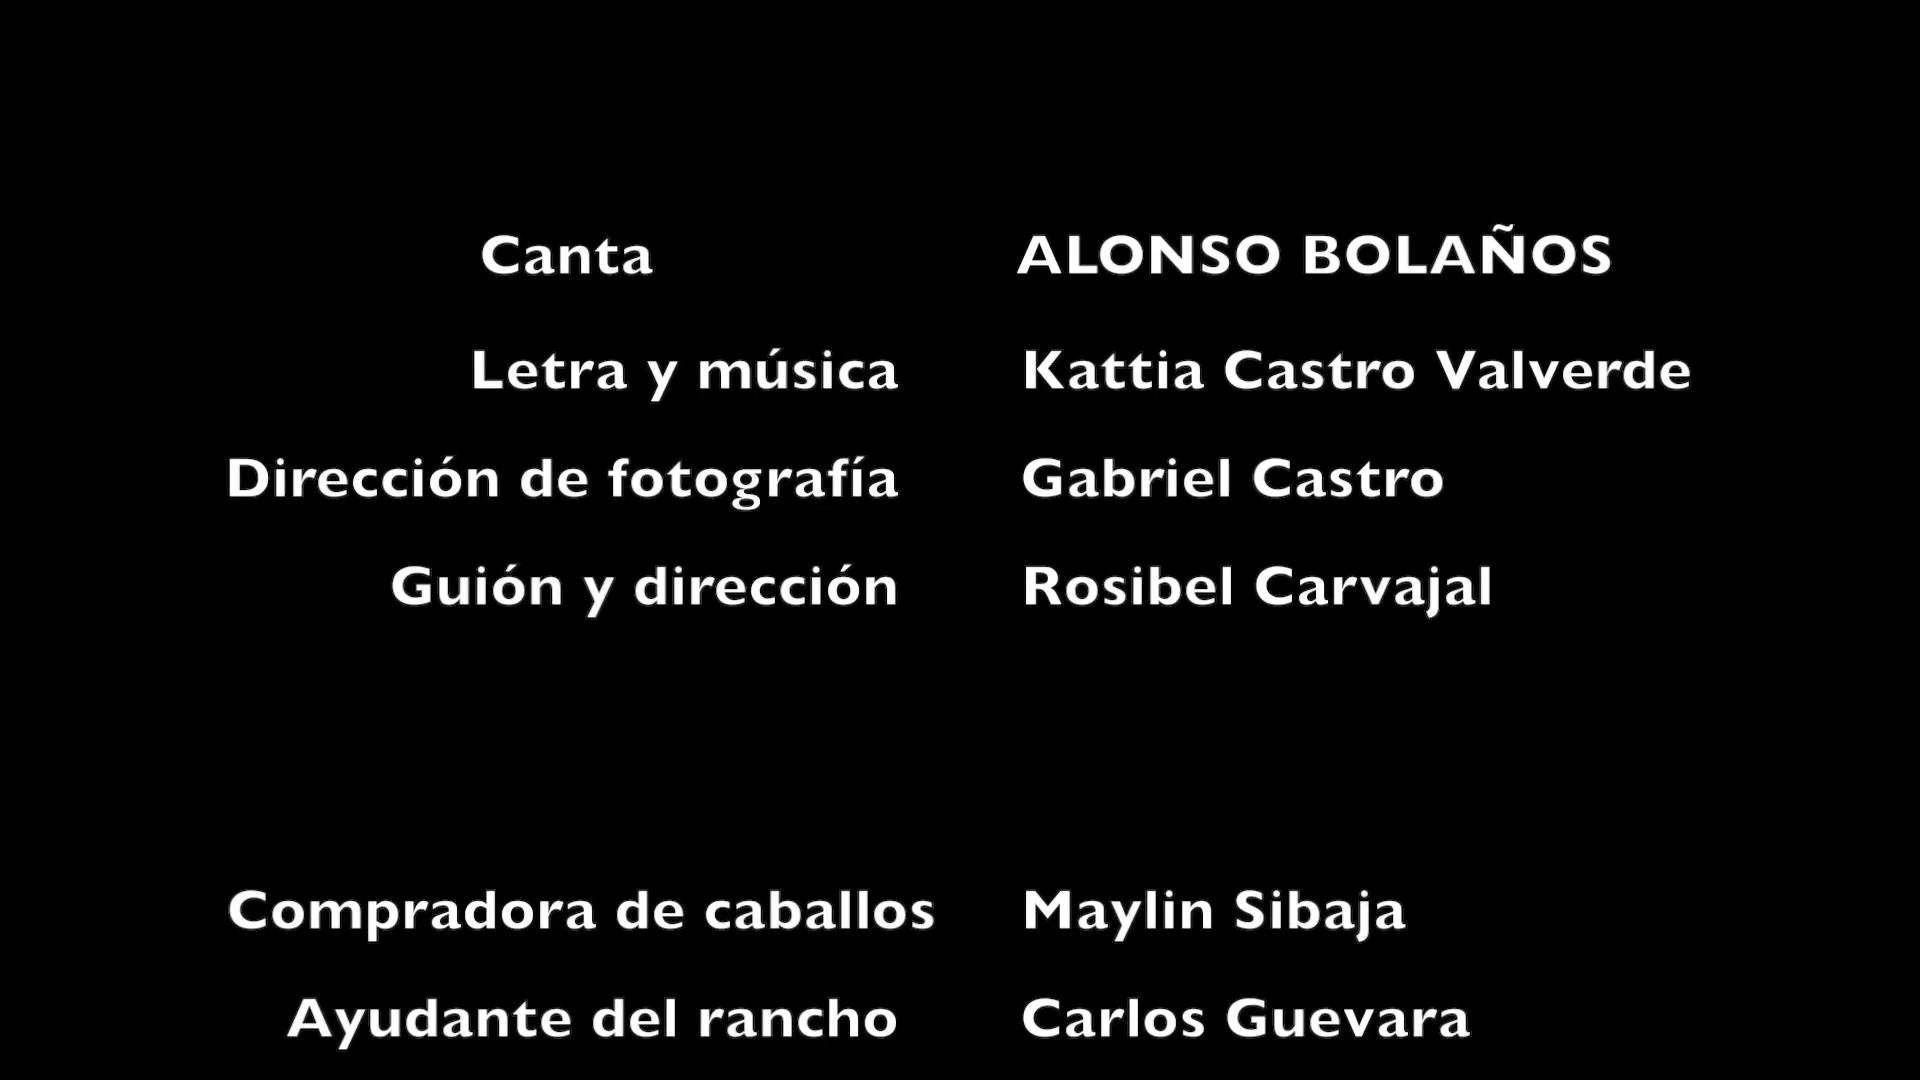 Canta ALONSO BOLAÑOS
Letra y música Kattia Castro Valverde
Dirección de fotografía Gabriel Castro
Guión y dirección Rosibel Carvajal
Compradora de caballos Maylin Sibaja
Ayudante del rancho Carlos Guevara